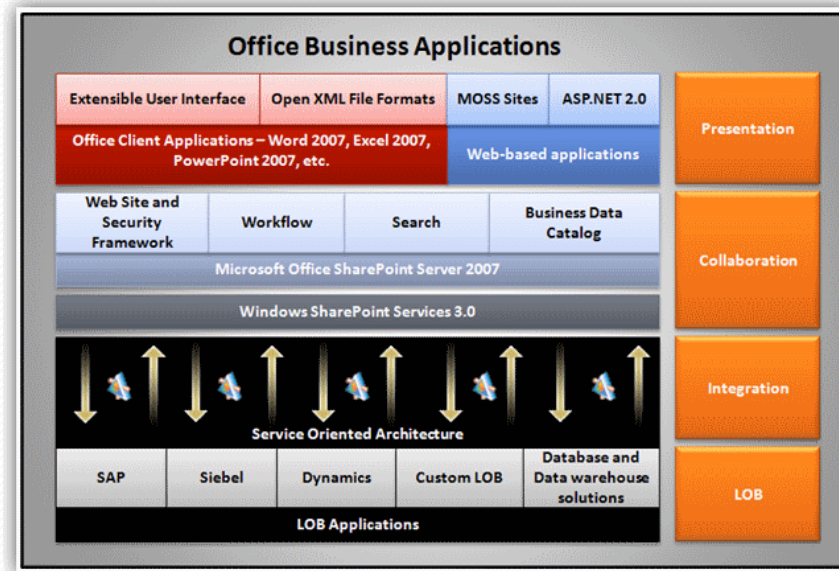 Office Business Applications
Extensible User Interface
Open XML File Formats
MOSS Sites
ASP.NET 2.0
Office Client Applications – Word 2007, Excel 2007,
PowerPoint 2007, etc.
Web-based applications
Presentation
Web Site and
Security
Framework
Workflow
Search
Business Data
Catalog
Microsoft Office SharePoint Server 2007
Windows SharePoint Services 3.0
Collaboration
Service Oriented Architecture
Integration
SAP
Siebel
Dynamics
Custom LOB
Database and
Data warehouse
solutions
LOB Applications
LOB